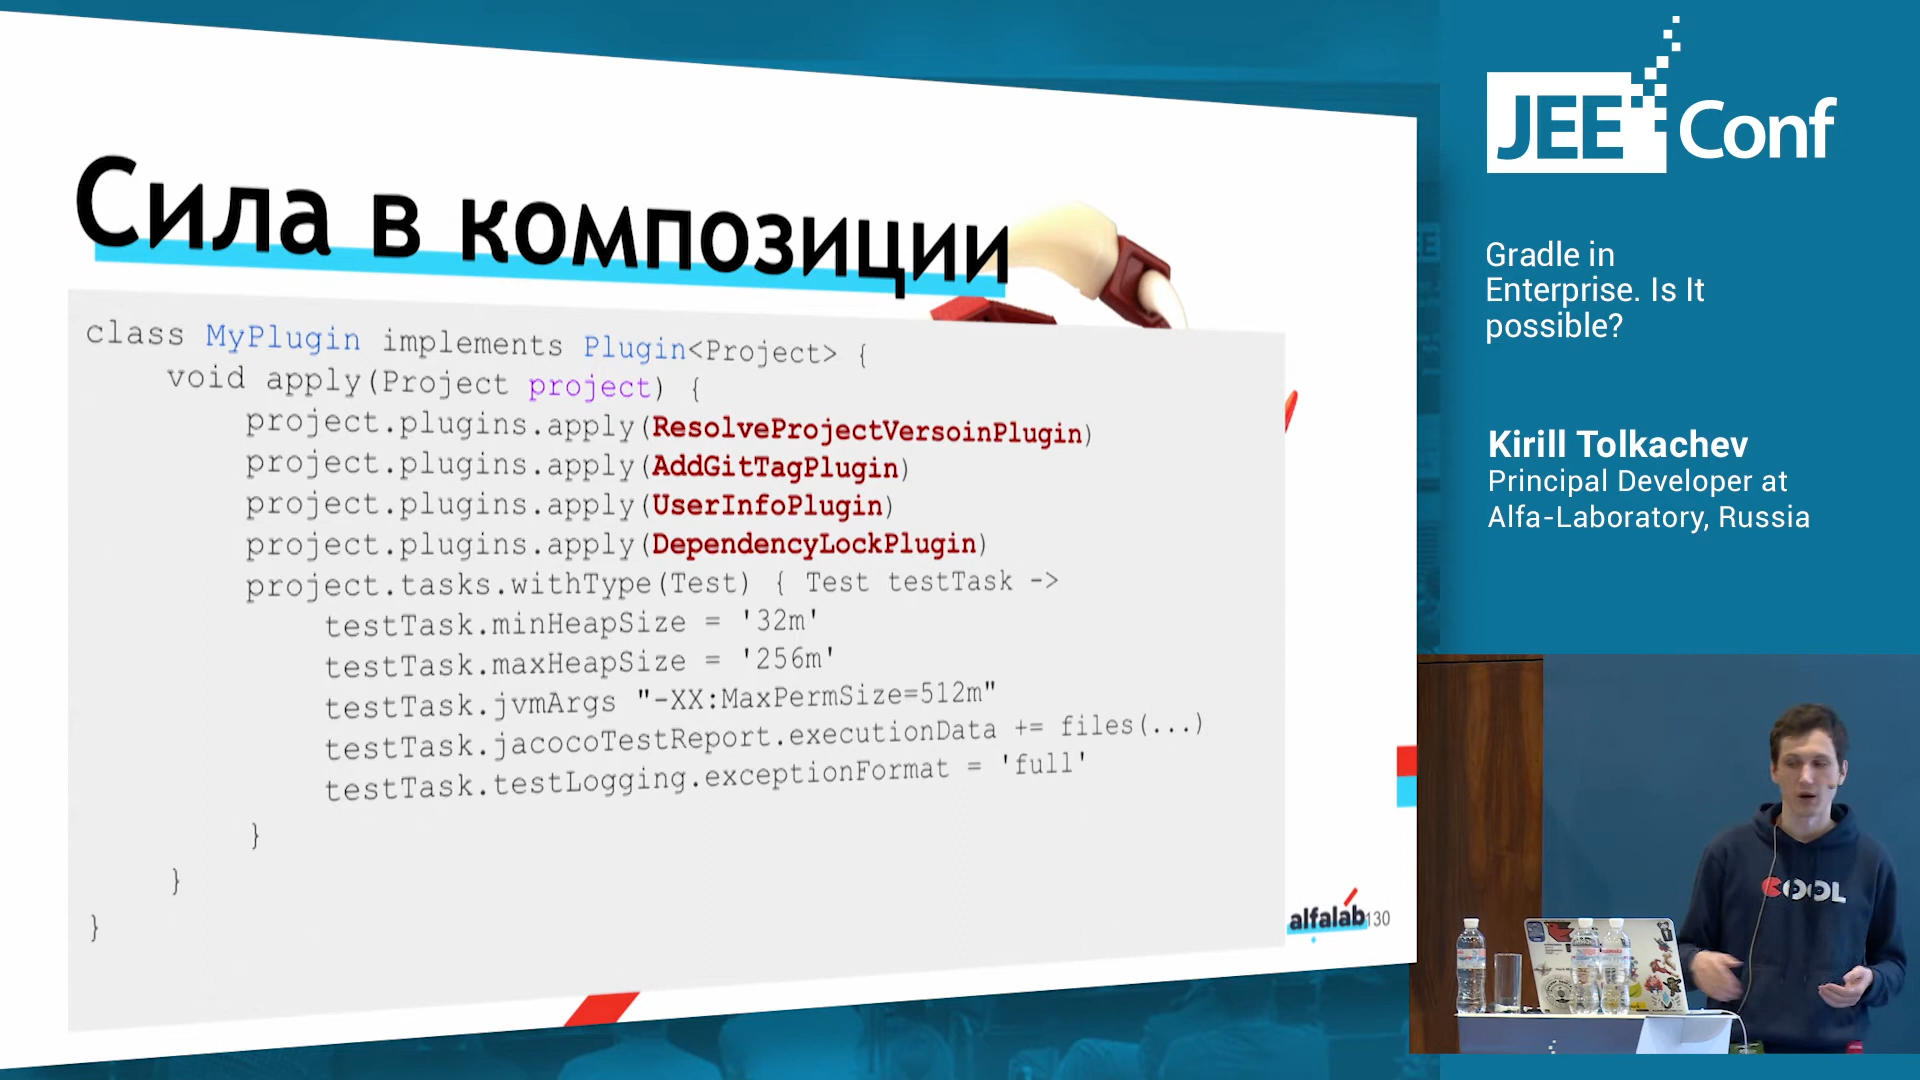 Сила в композиции
class MyPlugin implements Plugin<Project> {
void apply(Project project) {
project.plugins.apply(ResolveProjectVersoinPlugin)
project.plugins.apply(AddGitTagPlugin)
project.plugins.apply(UserInfoPlugin)
project.plugins.apply(DependencyLockPlugin)
project.tasks.withType(Test) { Test testTask ->
testTask.minHeapSize = '32m'
testTask.maxHeapSize = '256m'
testTask.jvmArgs "-XX:MaxPermSize=512m"
testTask.jacocoTestReport.executionData += files(...)
testTask.testLogging.exceptionFormat = 'full'
}
}
}
alfalab 130
JEE Conf
Gradle in
Enterprise. Is It
possible?
Kirill Tolkachev
Principal Developer at
Alfa-Laboratory, Russia
COOL